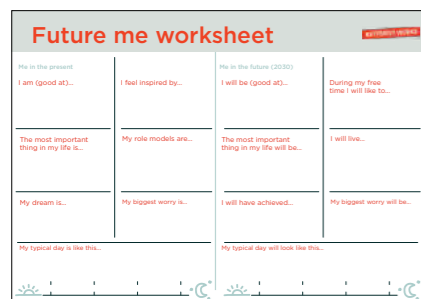 Future me worksheet
BUTTERFLY WORKS
Me in the present
I am (good at)...
I feel inspired by...
The most important
thing in my life is...
My role models are...
My dream is...
My biggest worry is...
My typical day is like this...
Me in the future (2030)
I will be (good at)...
During my free
time I will like to...
The most important
thing in my life will be...
I will live...
I will have achieved...
My biggest worry will be...
My typical day will look like this...